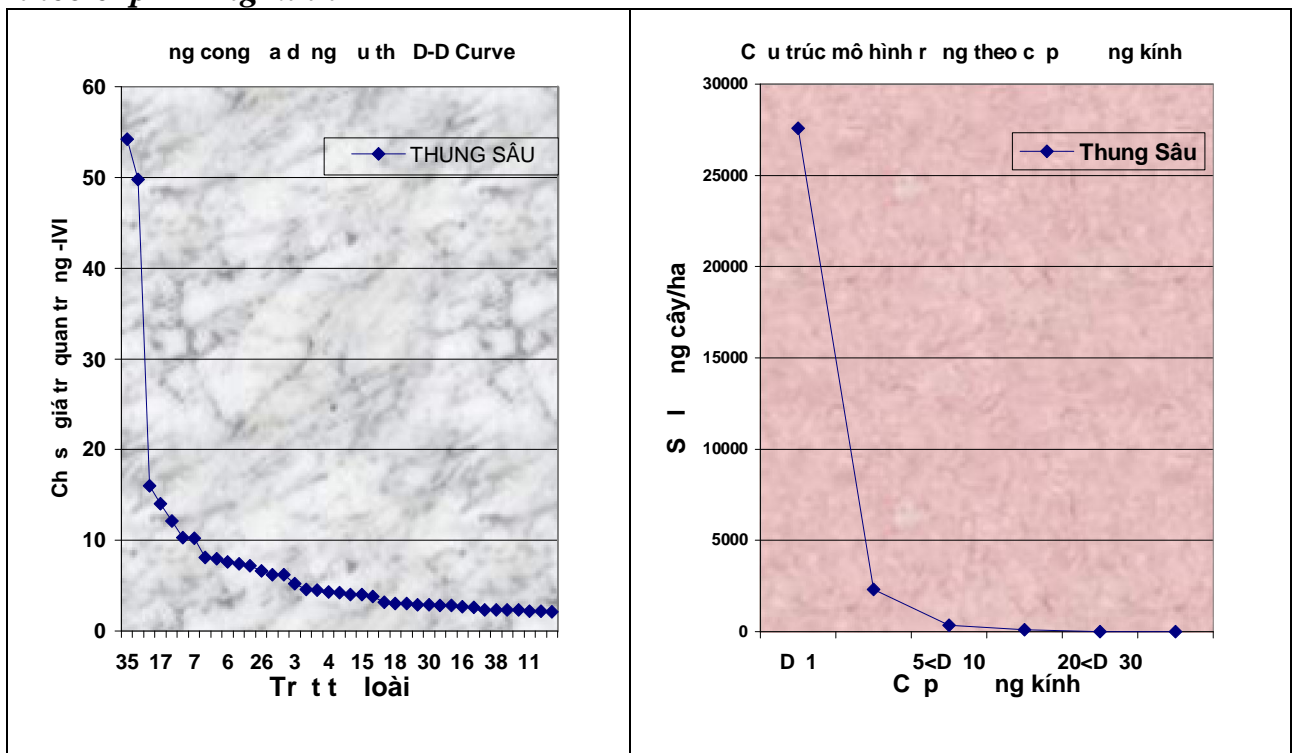 ng cong a d ng u th D-D Curve
60
50
40
30
20
10
0
Ch s giá tr quan tr ng -IVI
THUNG SÂU
35 17 7 6 26 3 4 15 18 30 16 38 11
Tr t t loài
C u trúc mô hình r ng theo c p ng kính
30000
25000
20000
15000
10000
5000
0
S l ng cây/ha
Thung Sâu
D 1 5<D 10 20<D 30
C p ng kính